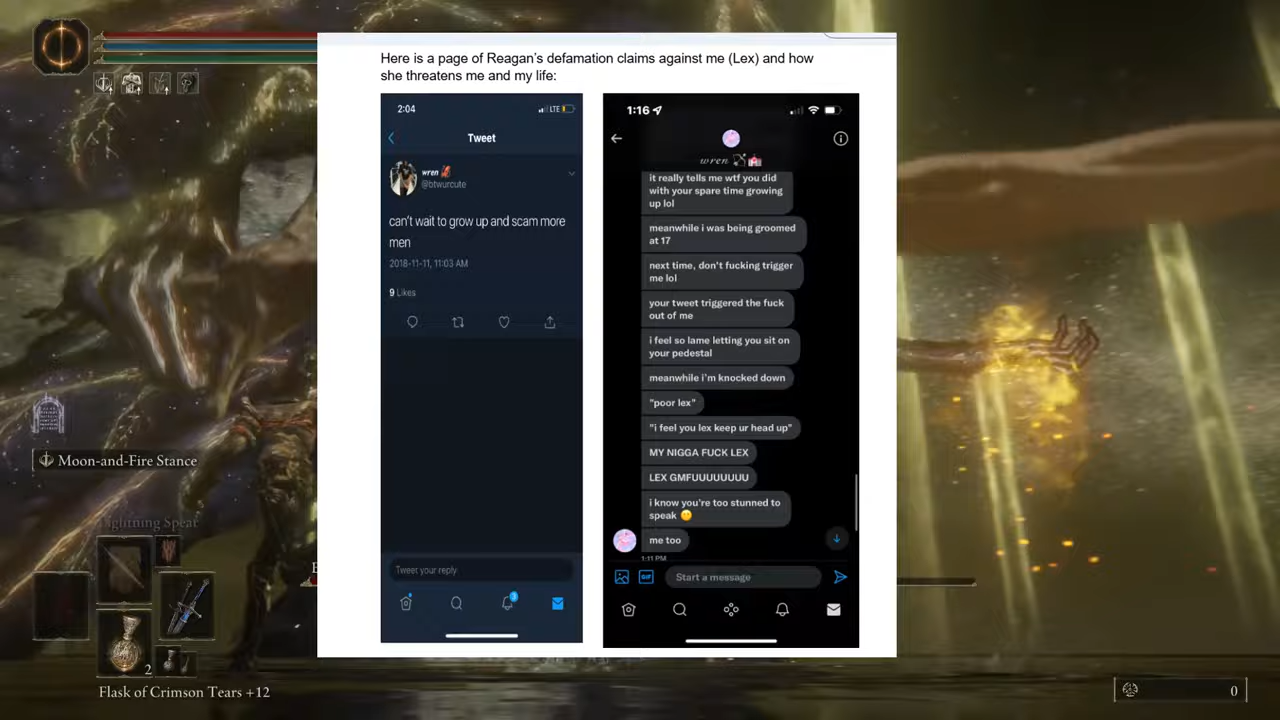 Here is a page of Reagan's defamation claims against me (Lex) and how
she threatens me and my life:
2:04
LTE
Tweet
wren
@btwurcute
can't wait to grow up and scam more
men
2018-11-11, 11:03 AM
9 Likes
Tweet your reply
3
1:16
wren
it really tells me wtf you did
with your spare time growing
up lol
meanwhile i was being groomed
at 17
next time, don't fucking trigger
me lol
your tweet triggered the fuck
out of me
i feel so lame letting you sit on
your pedestal
meanwhile i'm knocked down
"poor lex"
"i feel you lex keep ur head up"
MY NIGGA FUCK LEX
LEX GMFUUUUUUUU
i know you're too stunned to
speak
me too
1:11 PM
GIF
Start a message
Moon-and-Fire Stance
Lightning Spear
2
Flask of Crimson Tears +12
0